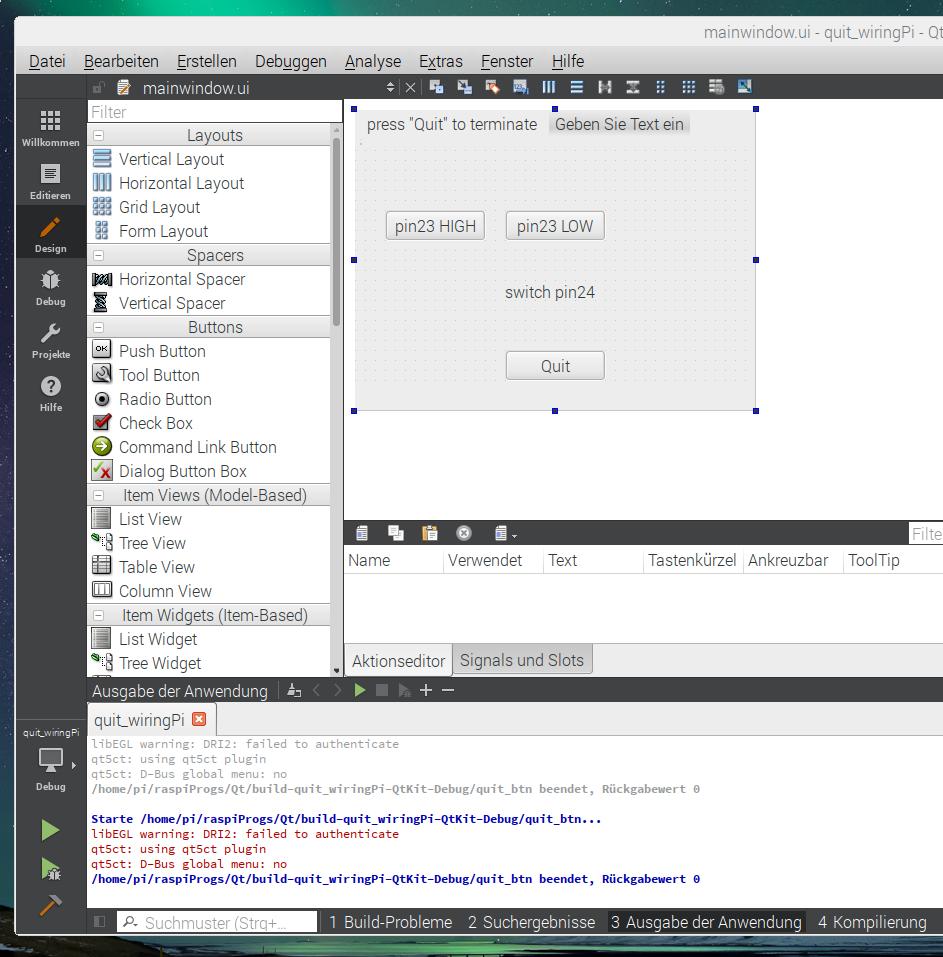 mainwindow.ui - quit_wiringPi - Qt
Datei Bearbeiten Erstellen Debuggen Analyse Extras Fenster Hilfe
mainwindow.ui
Willkommen
Editieren
Design
Debug
Projekte
Hilfe
Filter
Layouts
Vertical Layout
Horizontal Layout
Grid Layout
Form Layout
Spacers
Horizontal Spacer
Vertical Spacer
Buttons
Push Button
OK
Tool Button
Radio Button
Check Box
Command Link Button
Dialog Button Box
Item Views (Model-Based)
List View
Tree View
Table View
Column View
Item Widgets (Item-Based)
List Widget
Tree Widget
press "Quit" to terminate Geben Sie Text ein
pin23 HIGH pin23 LOW
switch pin24
Quit
Filte
Name Verwendet Text Tastenkürzel Ankreuzbar ToolTip
Aktionseditor Signals und Slots
Ausgabe der Anwendung
quit_wiringPi
libEGL warning: DRI2: failed to authenticate
qt5ct: using qt5ct plugin
qt5ct: D-Bus global menu: no
/home/pi/raspiProgs/Qt/build-quit_wiringPi-QtKit-Debug/quit_btn beendet, Rückgabewert 0
Starte /home/pi/raspiProgs/Qt/build-quit_wiringPi-QtKit-Debug/quit_btn...
libEGL warning: DRI2: failed to authenticate
qt5ct: using qt5ct plugin
qt5ct: D-Bus global menu: no
/home/pi/raspiProgs/Qt/build-quit_wiringPi-QtKit-Debug/quit_btn beendet, Rückgabewert 0
quit_wiringPi
Debug
Suchmuster (Strg+...
1 Build-Probleme 2 Suchergebnisse 3 Ausgabe der Anwendung 4 Kompilierung